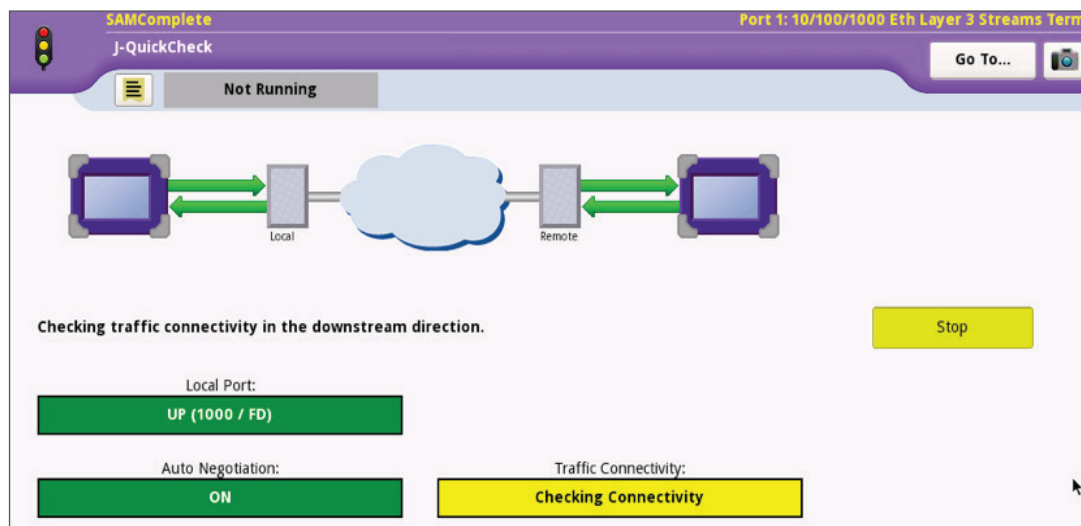 SAMComplete
Port 1: 10/100/1000 Eth Layer 3 Streams Term
J-QuickCheck
Go To...
Not Running
Local
Remote
Checking traffic connectivity in the downstream direction.
Stop
Local Port:
UP (1000 / FD)
Auto Negotiation:
Traffic Connectivity:
ON
Checking Connectivity